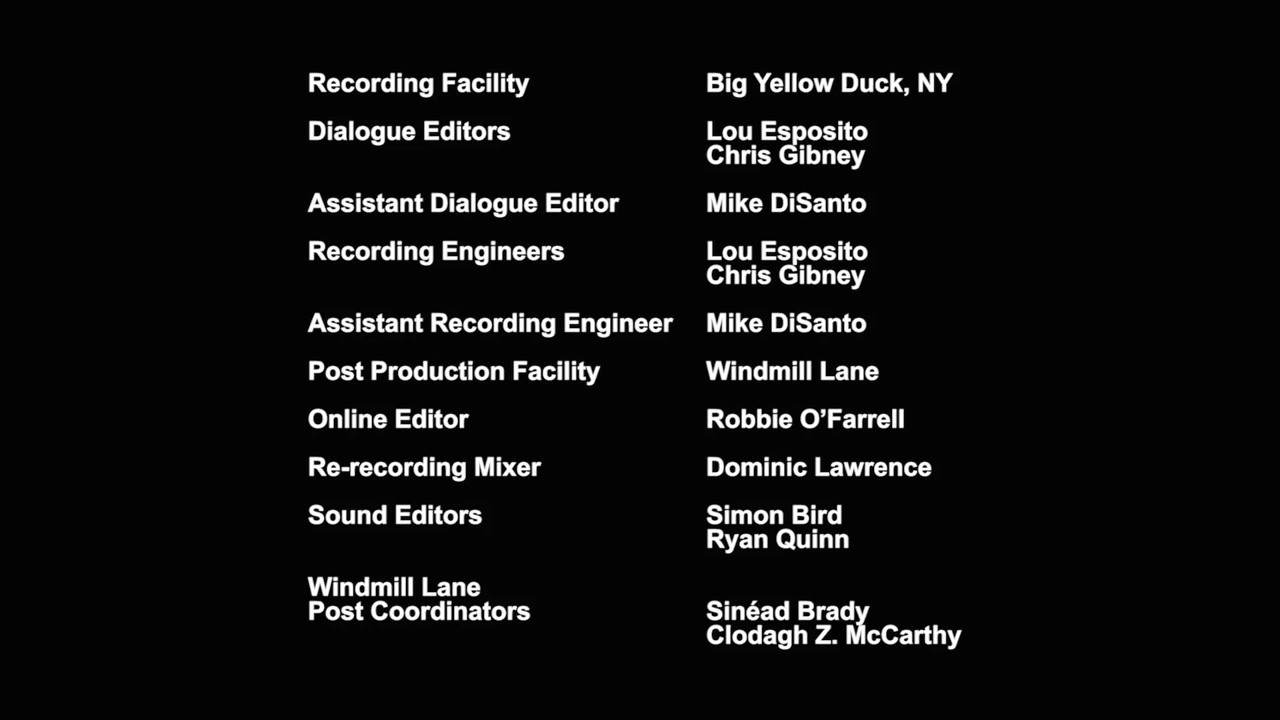 Recording Facility Big Yellow Duck, NY
Dialogue Editors Lou Esposito
Chris Gibney
Assistant Dialogue Editor Mike DiSanto
Recording Engineers Lou Esposito
Chris Gibney
Assistant Recording Engineer Mike DiSanto
Post Production Facility Windmill Lane
Online Editor Robbie O’Farrell
Re-recording Mixer Dominic Lawrence
Sound Editors Simon Bird
Ryan Quinn
Windmill Lane
Post Coordinators Sinéad Brady
Clodagh Z. McCarthy